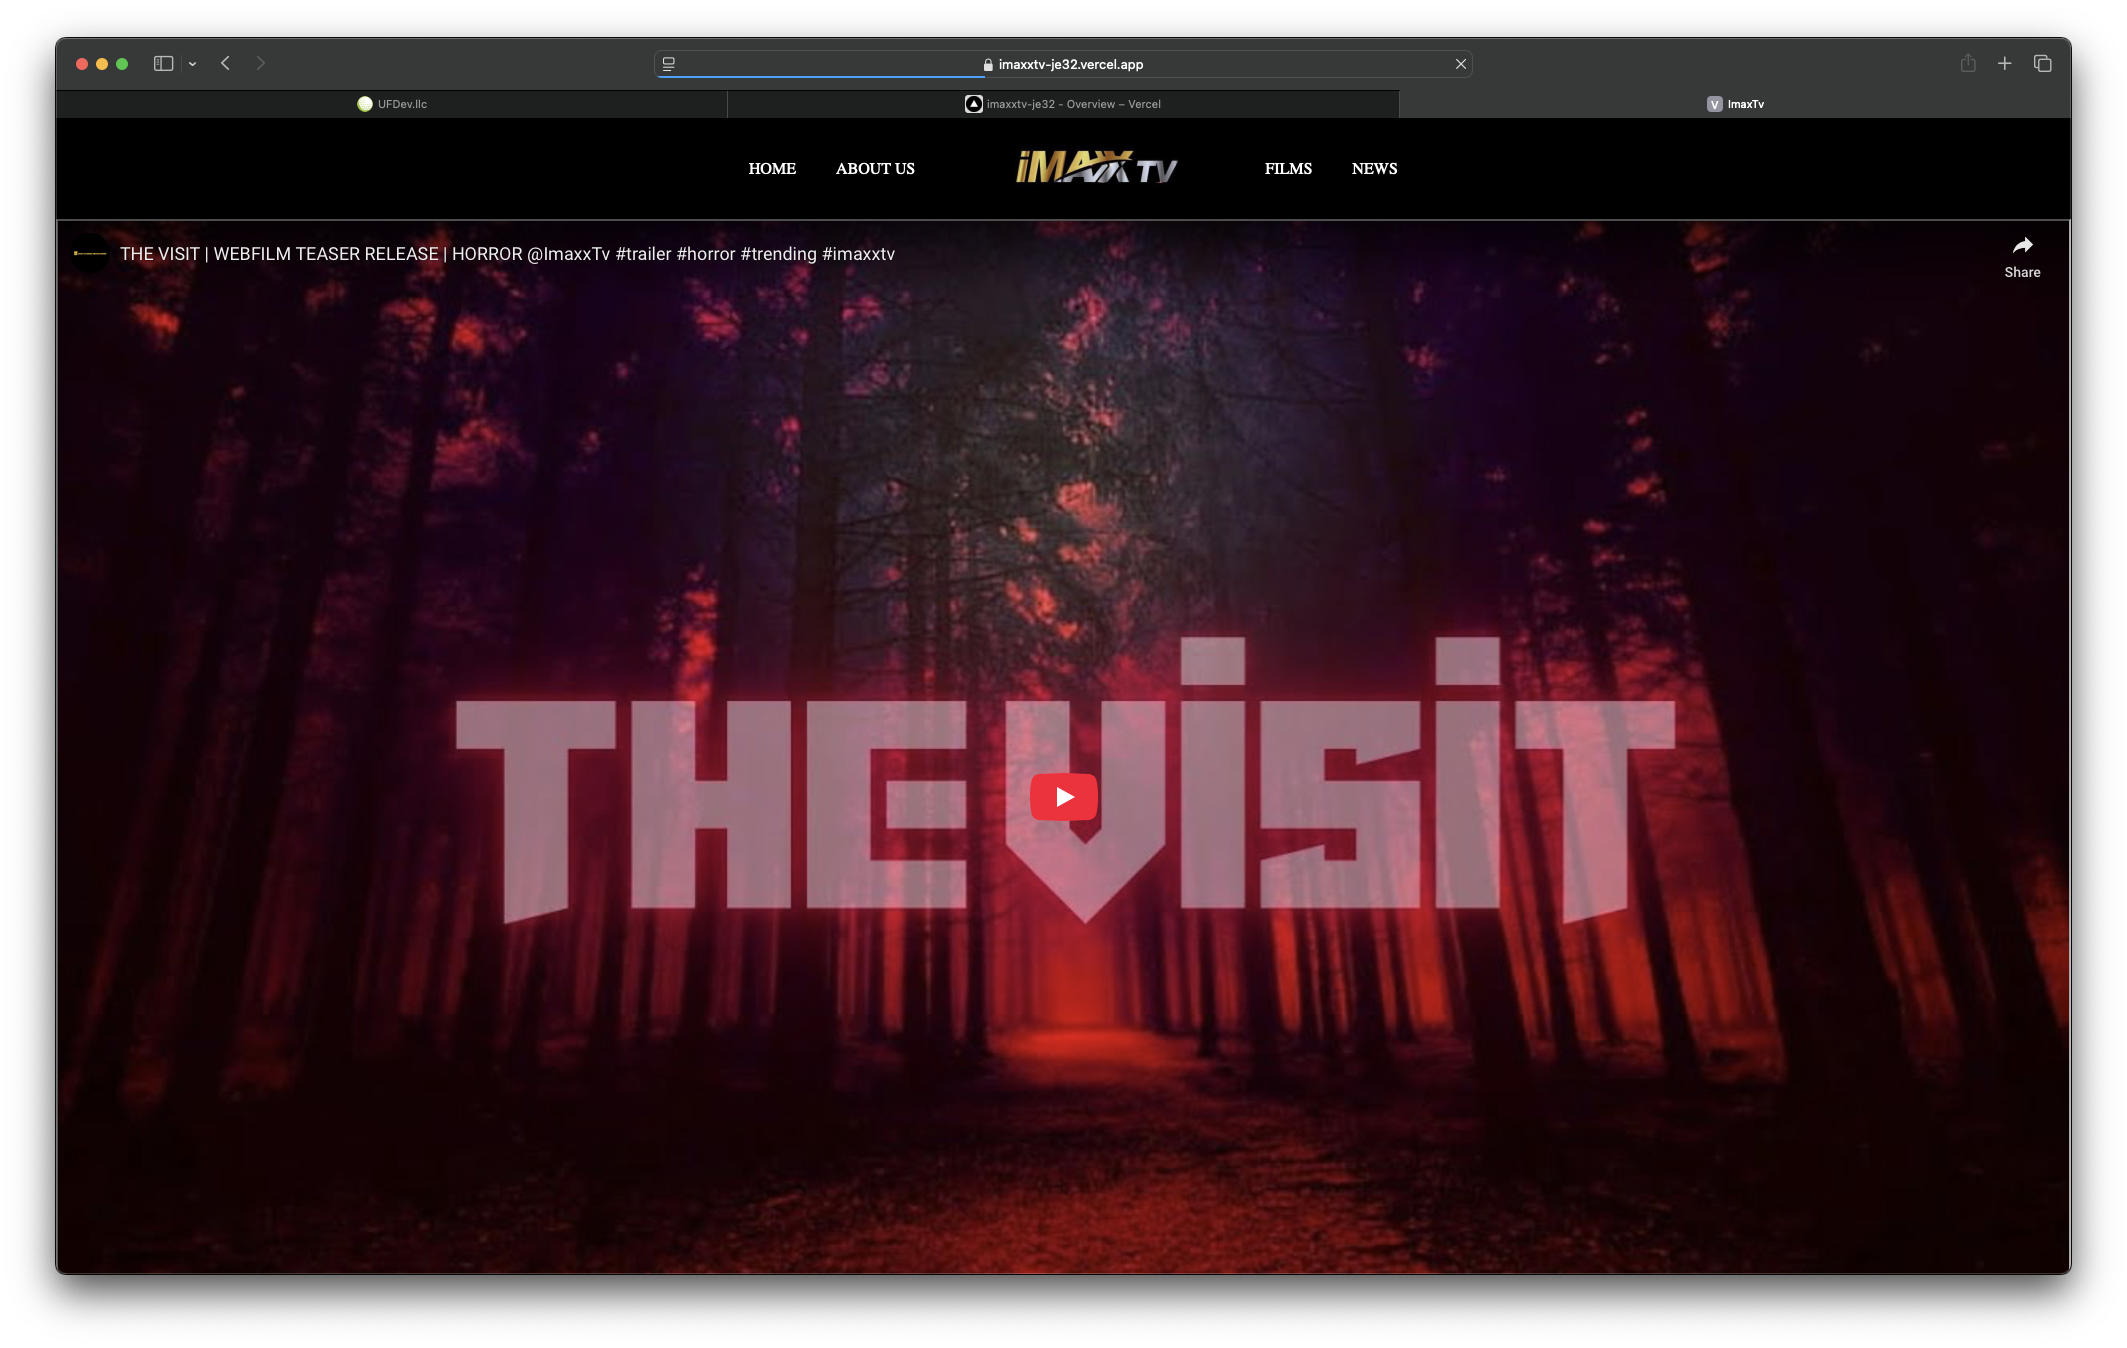 imaxxtv-je32.vercel.app
UFDev.llc
imaxxtv-je32 - Overview – Vercel
V ImaxTv
HOME ABOUT US iMAXX TV FILMS NEWS
THE VISIT | WEBFILM TEASER RELEASE | HORROR @ImaxxTv #trailer #horror #trending #imaxxtv
Share
THE VISIT